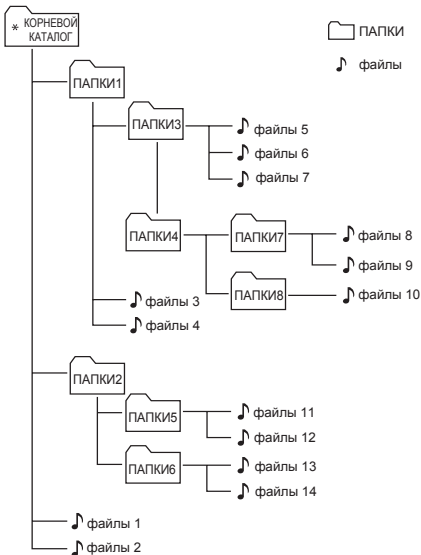 * КОРНЕВОЙ
КАТАЛОГ
ПАПКИ
файлы
ПАПКИ1
ПАПКИ3
файлы 5
файлы 6
файлы 7
ПАПКИ4
ПАПКИ7
файлы 8
файлы 9
ПАПКИ8
файлы 10
файлы 3
файлы 4
ПАПКИ2
ПАПКИ5
файлы 11
файлы 12
ПАПКИ6
файлы 13
файлы 14
файлы 1
файлы 2